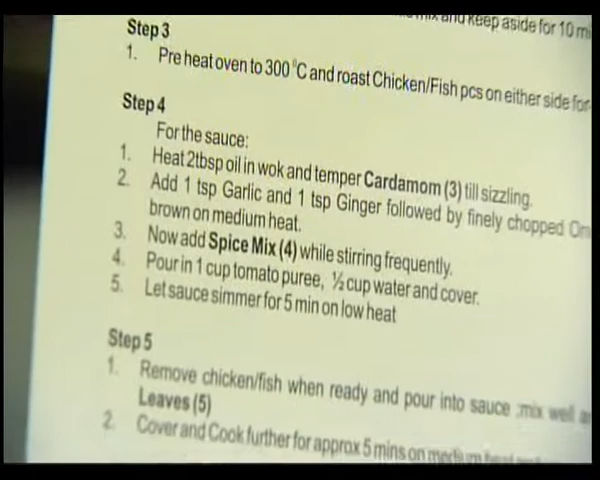 mix and keep aside for 10 mi
Step 3
1. Pre heat oven to 300 °C and roast Chicken/Fish pcs on either side for
Step 4
For the sauce:
1. Heat 2tbsp oil in wok and temper Cardamom (3) till sizzling.
2. Add 1 tsp Garlic and 1 tsp Ginger followed by finely chopped On
brown on medium heat.
3. Now add Spice Mix (4) while stirring frequently.
4. Pour in 1 cup tomato puree, ½ cup water and cover.
5. Let sauce simmer for 5 min on low heat
Step 5
1. Remove chicken/fish when ready and pour into sauce ;mix well a
Leaves (5)
2. Cover and Cook further for approx 5 mins on medium heat